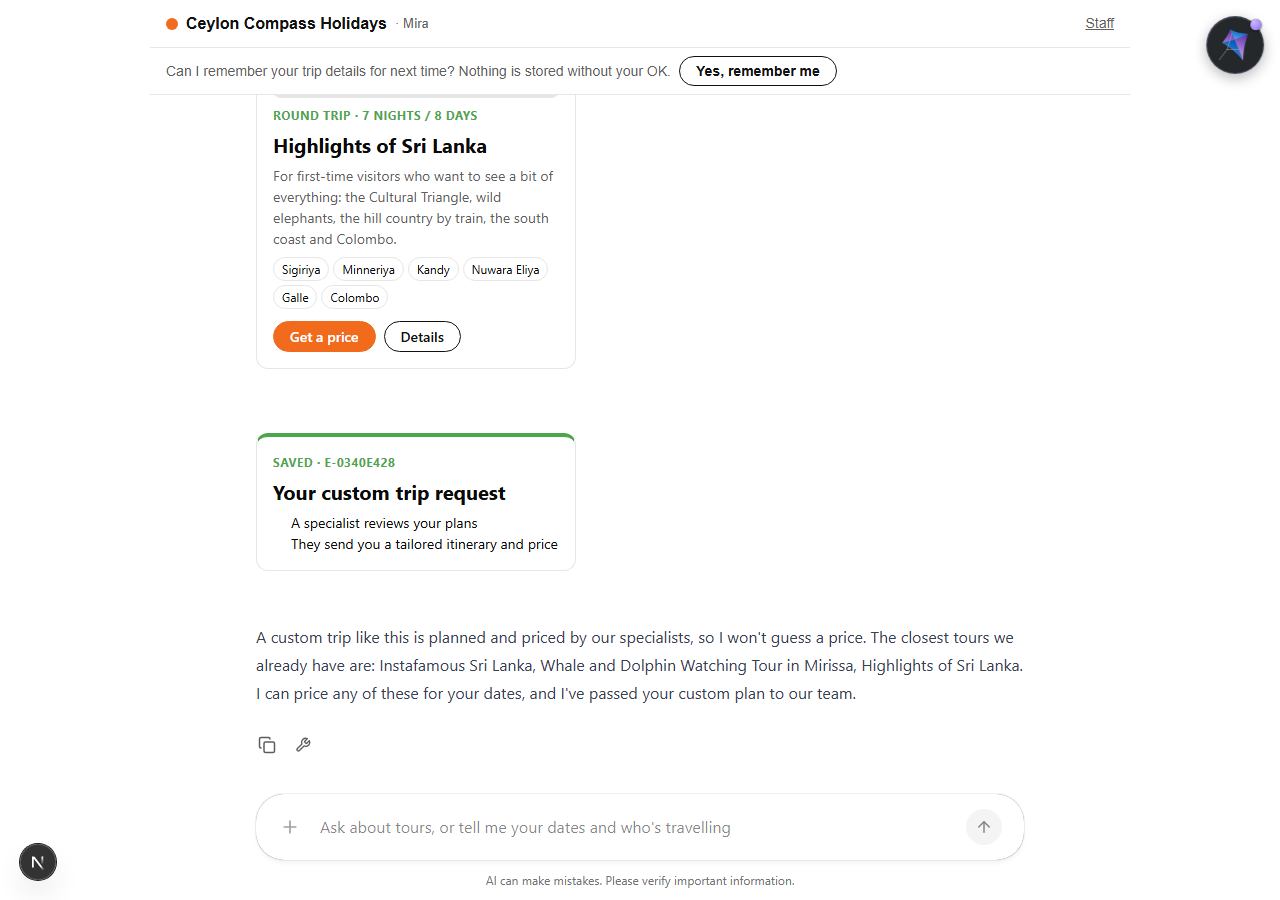 Ceylon Compass Holidays · Mira
Staff
Can I remember your trip details for next time? Nothing is stored without your OK.
Yes, remember me
ROUND TRIP · 7 NIGHTS / 8 DAYS
Highlights of Sri Lanka
For first-time visitors who want to see a bit of
everything: the Cultural Triangle, wild
elephants, the hill country by train, the south
coast and Colombo.
Sigiriya
Minneriya
Kandy
Nuwara Eliya
Galle
Colombo
Get a price
Details
SAVED · E-0340E428
Your custom trip request
A specialist reviews your plans
They send you a tailored itinerary and price
A custom trip like this is planned and priced by our specialists, so I won't guess a price. The closest tours we
already have are: Instafamous Sri Lanka, Whale and Dolphin Watching Tour in Mirissa, Highlights of Sri Lanka.
I can price any of these for your dates, and I've passed your custom plan to our team.
Ask about tours, or tell me your dates and who's travelling
N
AI can make mistakes. Please verify important information.